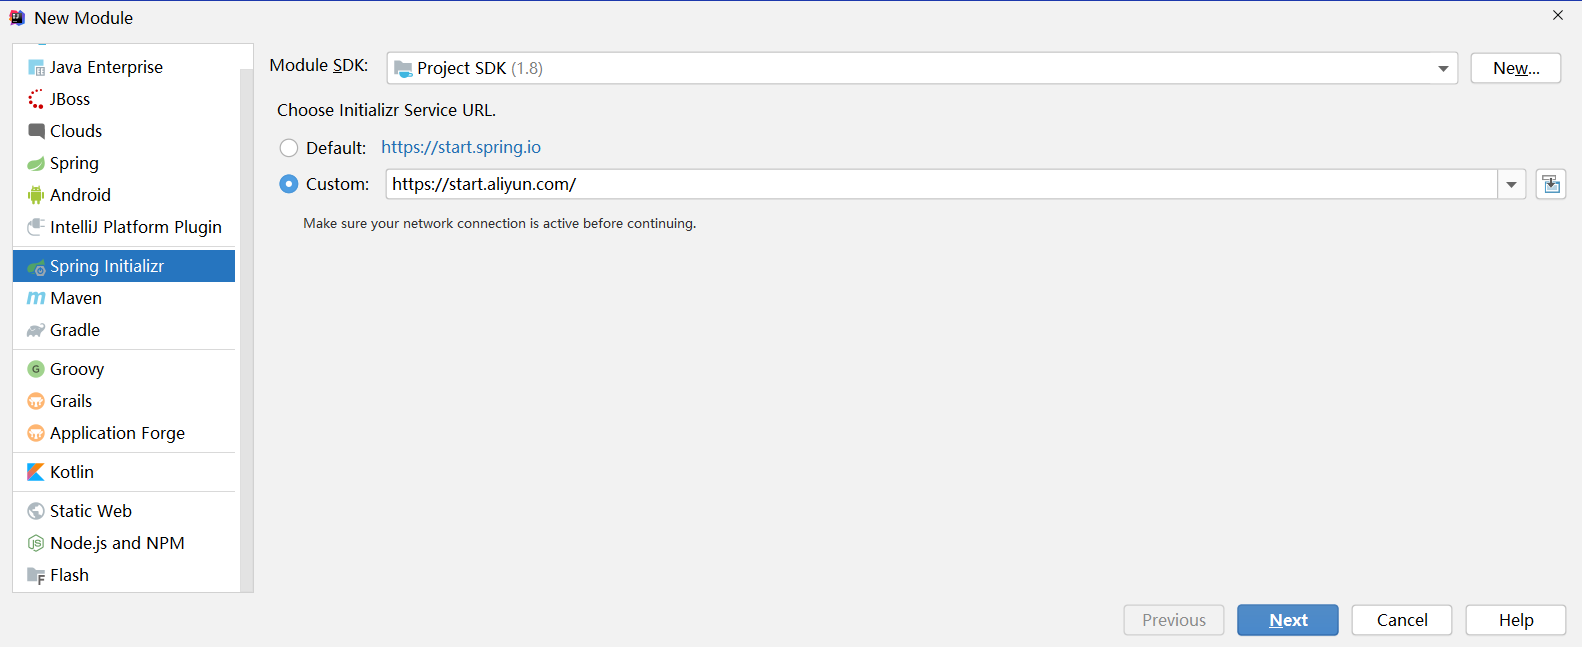 New Module
Java Enterprise
JBoss
Clouds
Spring
Android
IntelliJ Platform Plugin
Spring Initializr
Maven
Gradle
Groovy
Grails
Application Forge
Kotlin
Static Web
Node.js and NPM
Flash
Module SDK: Project SDK (1.8) New...
Choose Initializr Service URL.
Default: https://start.spring.io
Custom: https://start.aliyun.com/
Make sure your network connection is active before continuing.
Previous Next Cancel Help